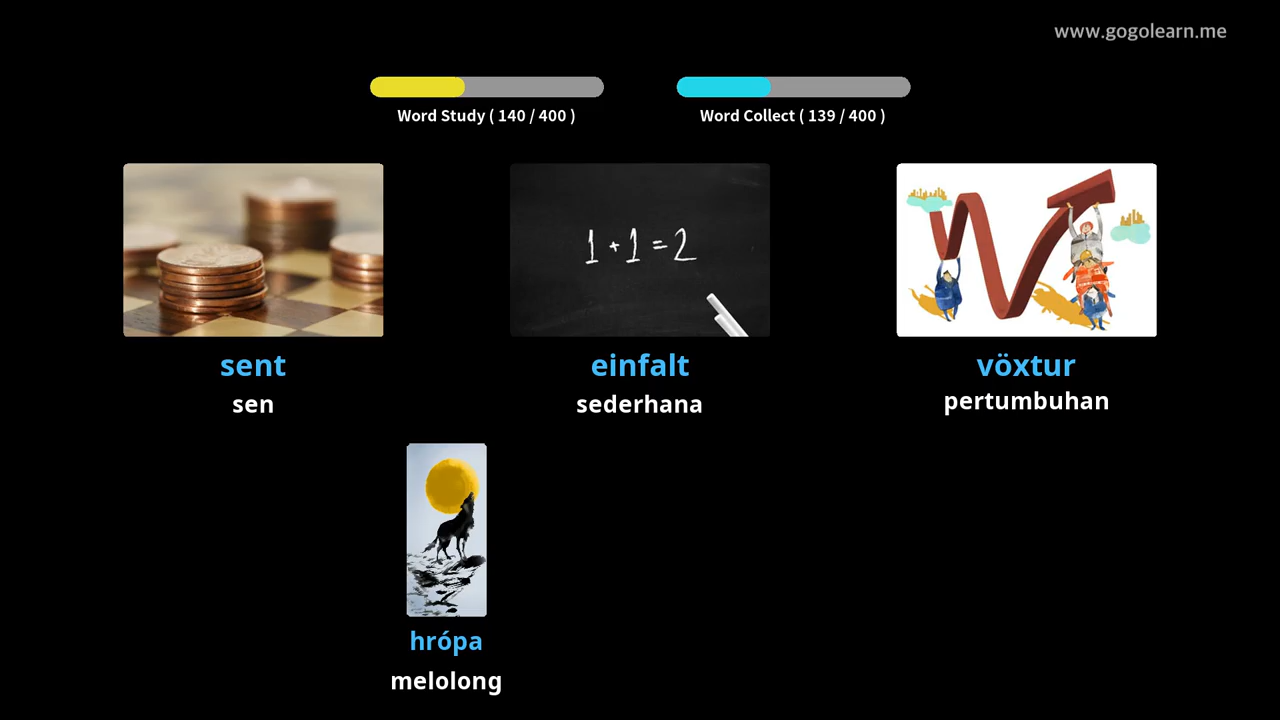 www.gogolearn.me
Word Study ( 140 / 400 )
Word Collect ( 139 / 400 )
1 + 1 = 2
sent
sen
einfalt
sederhana
vöxtur
pertumbuhan
hrópa
melolong